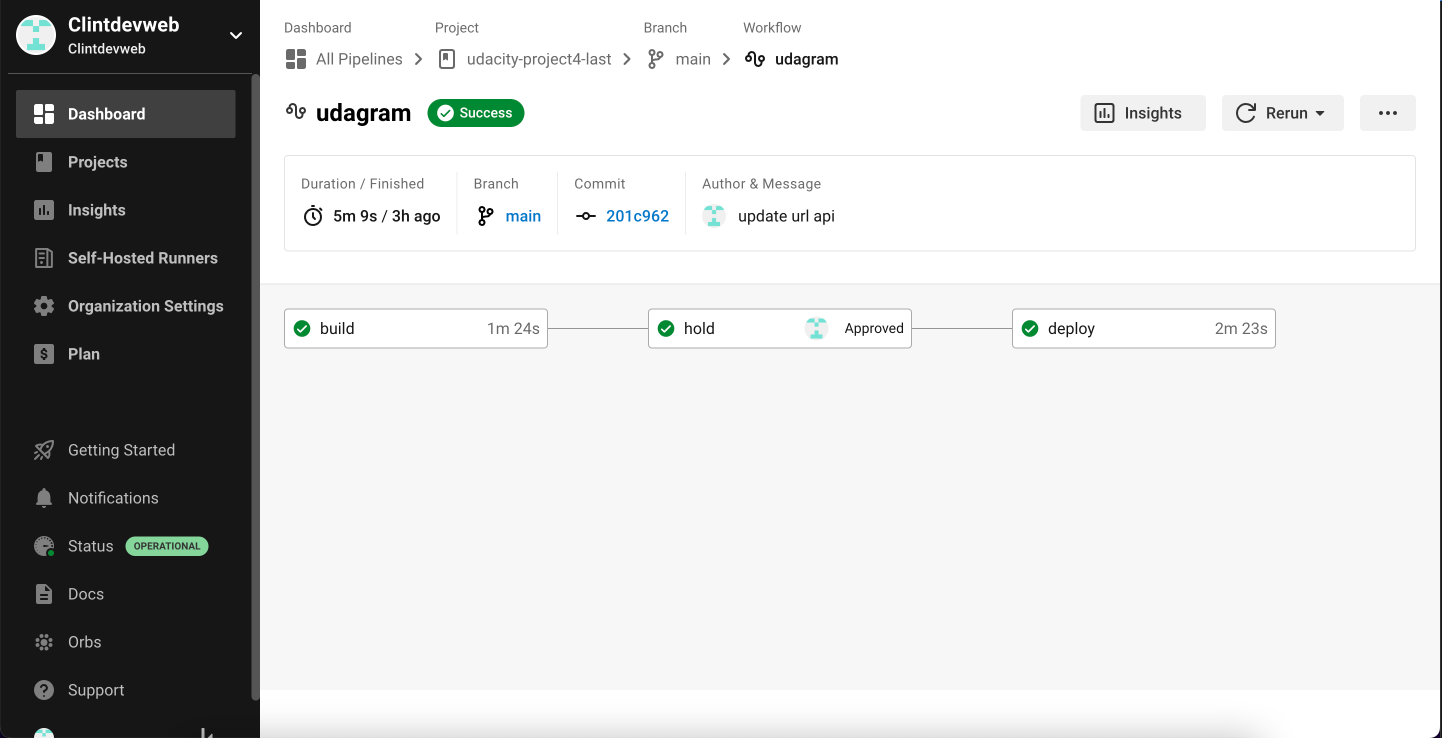 Clintdevweb
Clintdevweb
Dashboard
Projects
Insights
Self-Hosted Runners
Organization Settings
Plan
Getting Started
Notifications
Status OPERATIONAL
Docs
Orbs
Support
Dashboard Project Branch Workflow
All Pipelines udacity-project4-last main udagram
udagram Success Insights Rerun
Duration / Finished Branch Commit Author & Message
5m 9s / 3h ago main 201c962 update url api
build 1m 24s hold Approved deploy 2m 23s